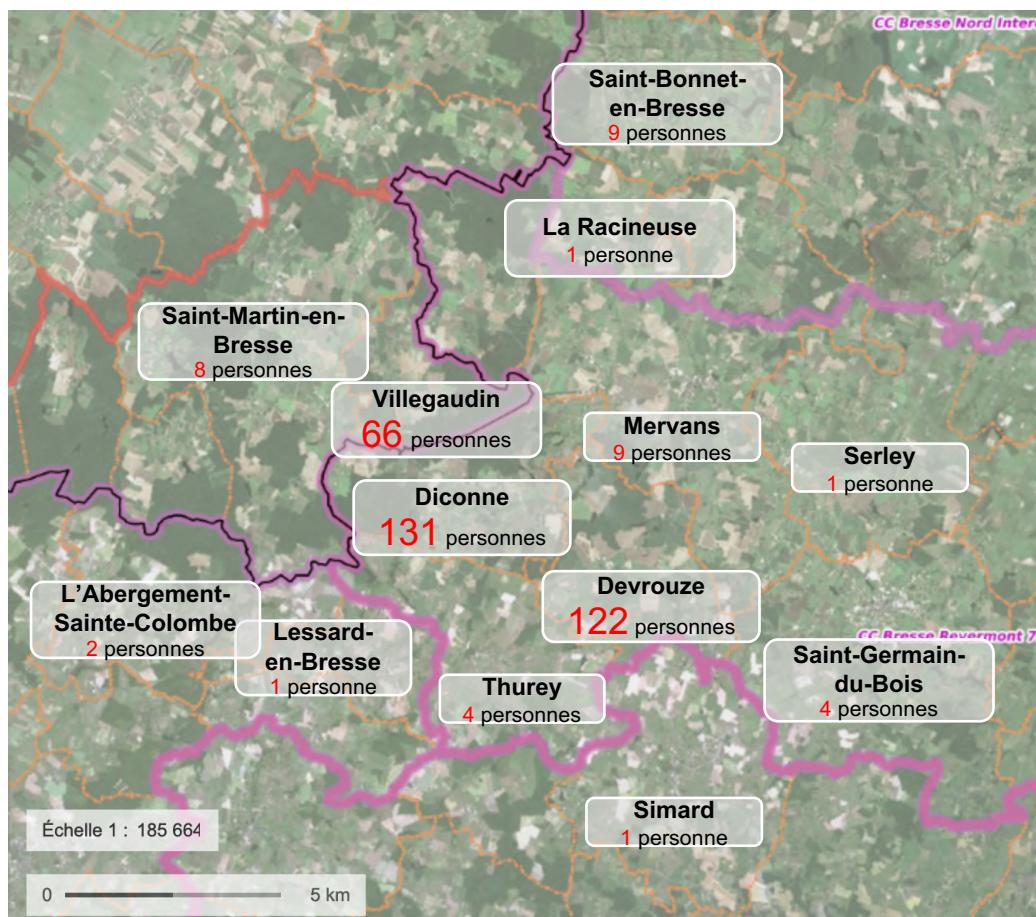 CC Bresse Nord Inter
Saint-Bonnet-
en-Bresse
9 personnes
La Racineuse
1 personne
Saint-Martin-en-
Bresse
8 personnes
Villegaudin
66 personnes
Mervans
9 personnes
Serley
1 personne
Diconne
131 personnes
Devrouze
122 personnes
L’Abergement-
Sainte-Colombe
2 personnes
Lessard-
en-Bresse
1 personne
CC Bresse Revermont 7
Saint-Germain-
du-Bois
4 personnes
Thurey
4 personnes
Simard
1 personne
Échelle 1 : 185 664
0 5 km